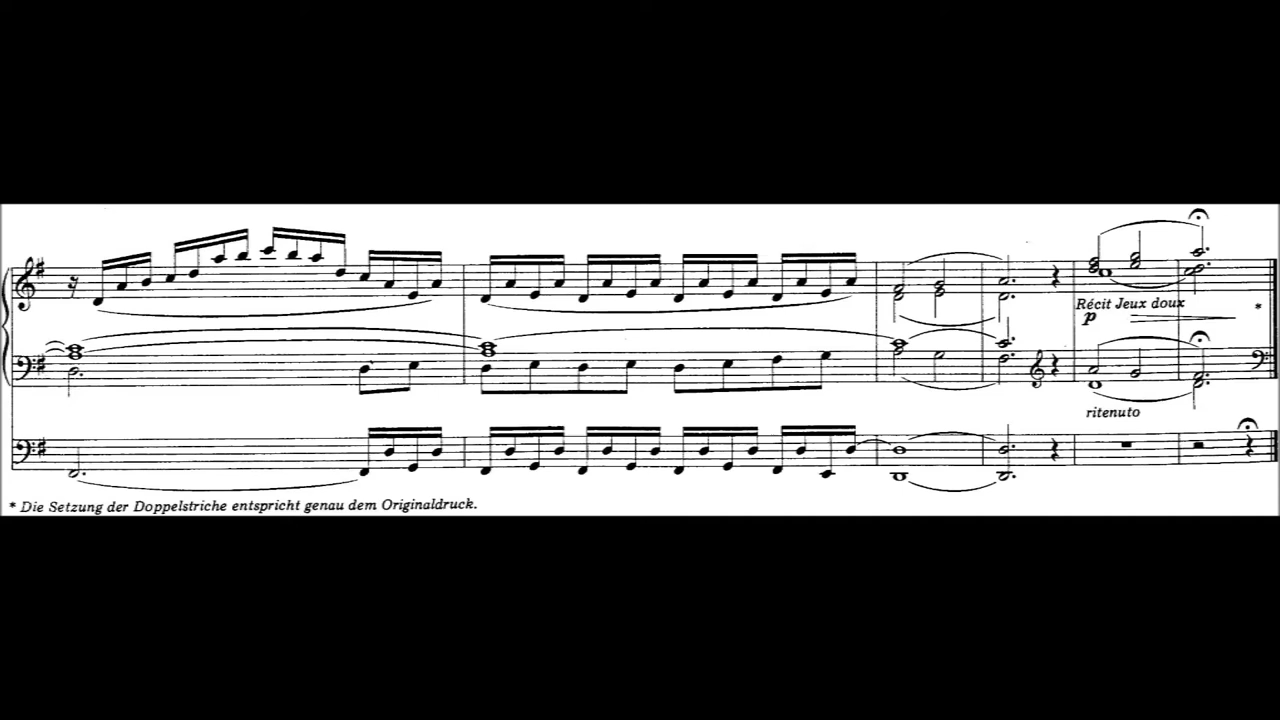 Récit Jeux doux
p
*
ritenuto
* Die Setzung der Doppelstriche entspricht genau dem Originaldruck.